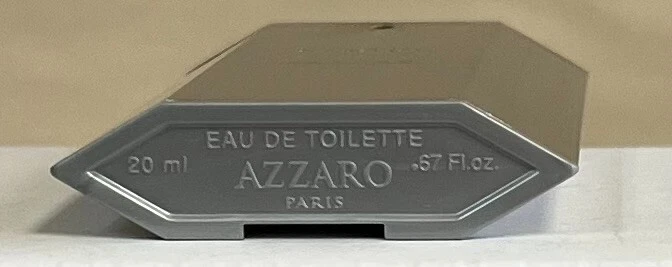 EAU DE TOILETTE
20 ml AZZARO .67 Fl.oz.
PARIS